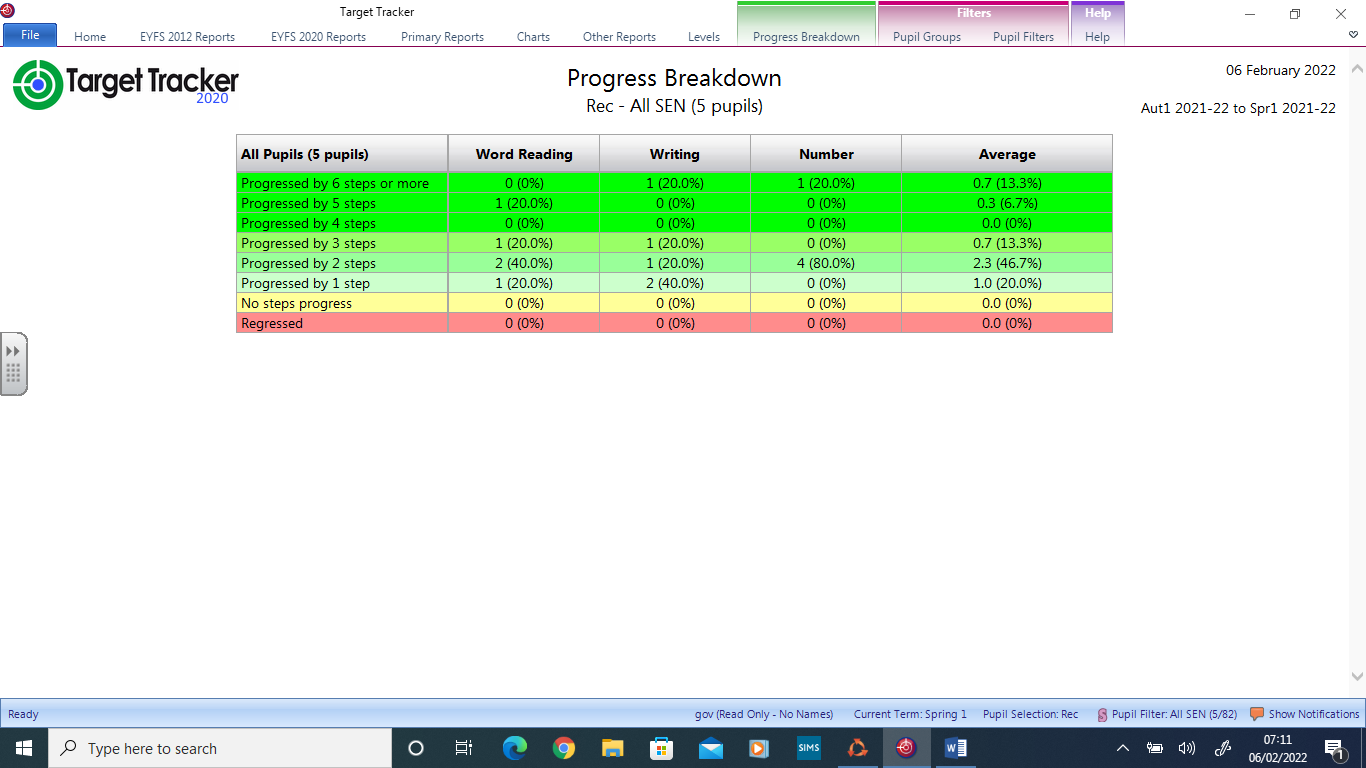 Target Tracker
Filters
Help
File Home EYFS 2012 Reports EYFS 2020 Reports Primary Reports Charts Other Reports Levels Progress Breakdown Pupil Groups Pupil Filters Help
Target Tracker
2020
Progress Breakdown
Rec - All SEN (5 pupils)
06 February 2022
Aut1 2021-22 to Spr1 2021-22
All Pupils (5 pupils) Word Reading Writing Number Average
Progressed by 6 steps or more 0 (0%) 1 (20.0%) 1 (20.0%) 0.7 (13.3%)
Progressed by 5 steps 1 (20.0%) 0 (0%) 0 (0%) 0.3 (6.7%)
Progressed by 4 steps 0 (0%) 0 (0%) 0 (0%) 0.0 (0%)
Progressed by 3 steps 1 (20.0%) 1 (20.0%) 0 (0%) 0.7 (13.3%)
Progressed by 2 steps 2 (40.0%) 1 (20.0%) 4 (80.0%) 2.3 (46.7%)
Progressed by 1 step 1 (20.0%) 2 (40.0%) 0 (0%) 1.0 (20.0%)
No steps progress 0 (0%) 0 (0%) 0 (0%) 0.0 (0%)
Regressed 0 (0%) 0 (0%) 0 (0%) 0.0 (0%)
Ready gov (Read Only - No Names) Current Term: Spring 1 Pupil Selection: Rec Pupil Filter: All SEN (5/82) Show Notifications
Type here to search
SIMS
W
07:11
06/02/2022
1